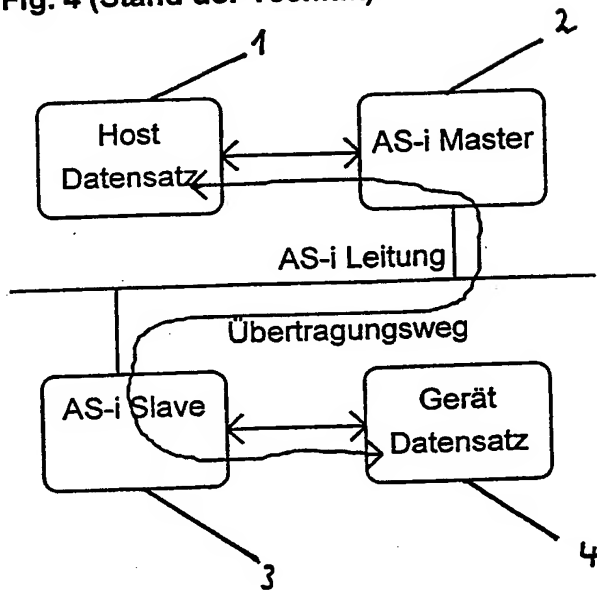 Fig. 4 (Stand der Technik)
1
2
Host
Datensatz
AS-i Master
AS-i Leitung
Übertragungsweg
AS-i Slave
Gerät
Datensatz
3
4